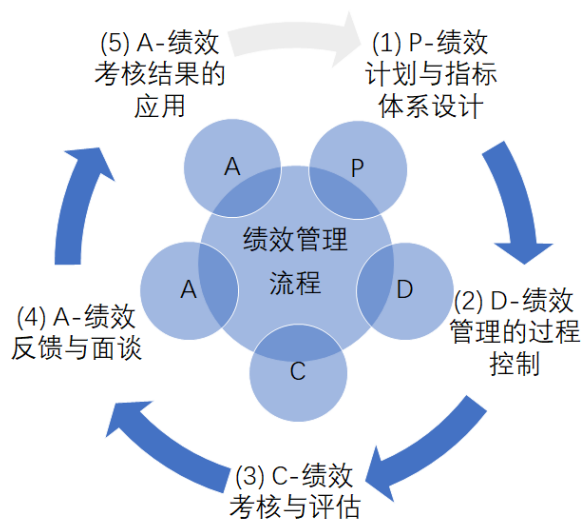 (5) A-绩效
考核结果的
应用
(1) P-绩效
计划与指标
体系设计
A
P
绩效管理
流程
A
D
(2) D-绩效
管理的过程
控制
(4) A-绩效
反馈与面谈
C
(3) C-绩效
考核与评估